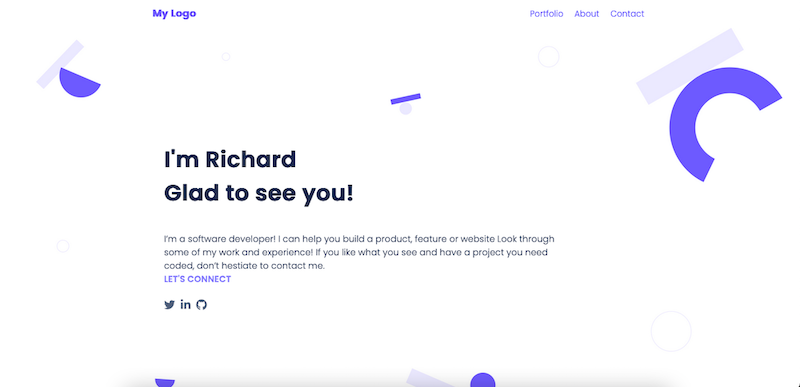 My Logo
Portfolio About Contact
I'm Richard
Glad to see you!
I'm a software developer! I can help you build a product, feature or website Look through
some of my work and experience! If you like what you see and have a project you need
coded, don't hestiate to contact me.
LET'S CONNECT